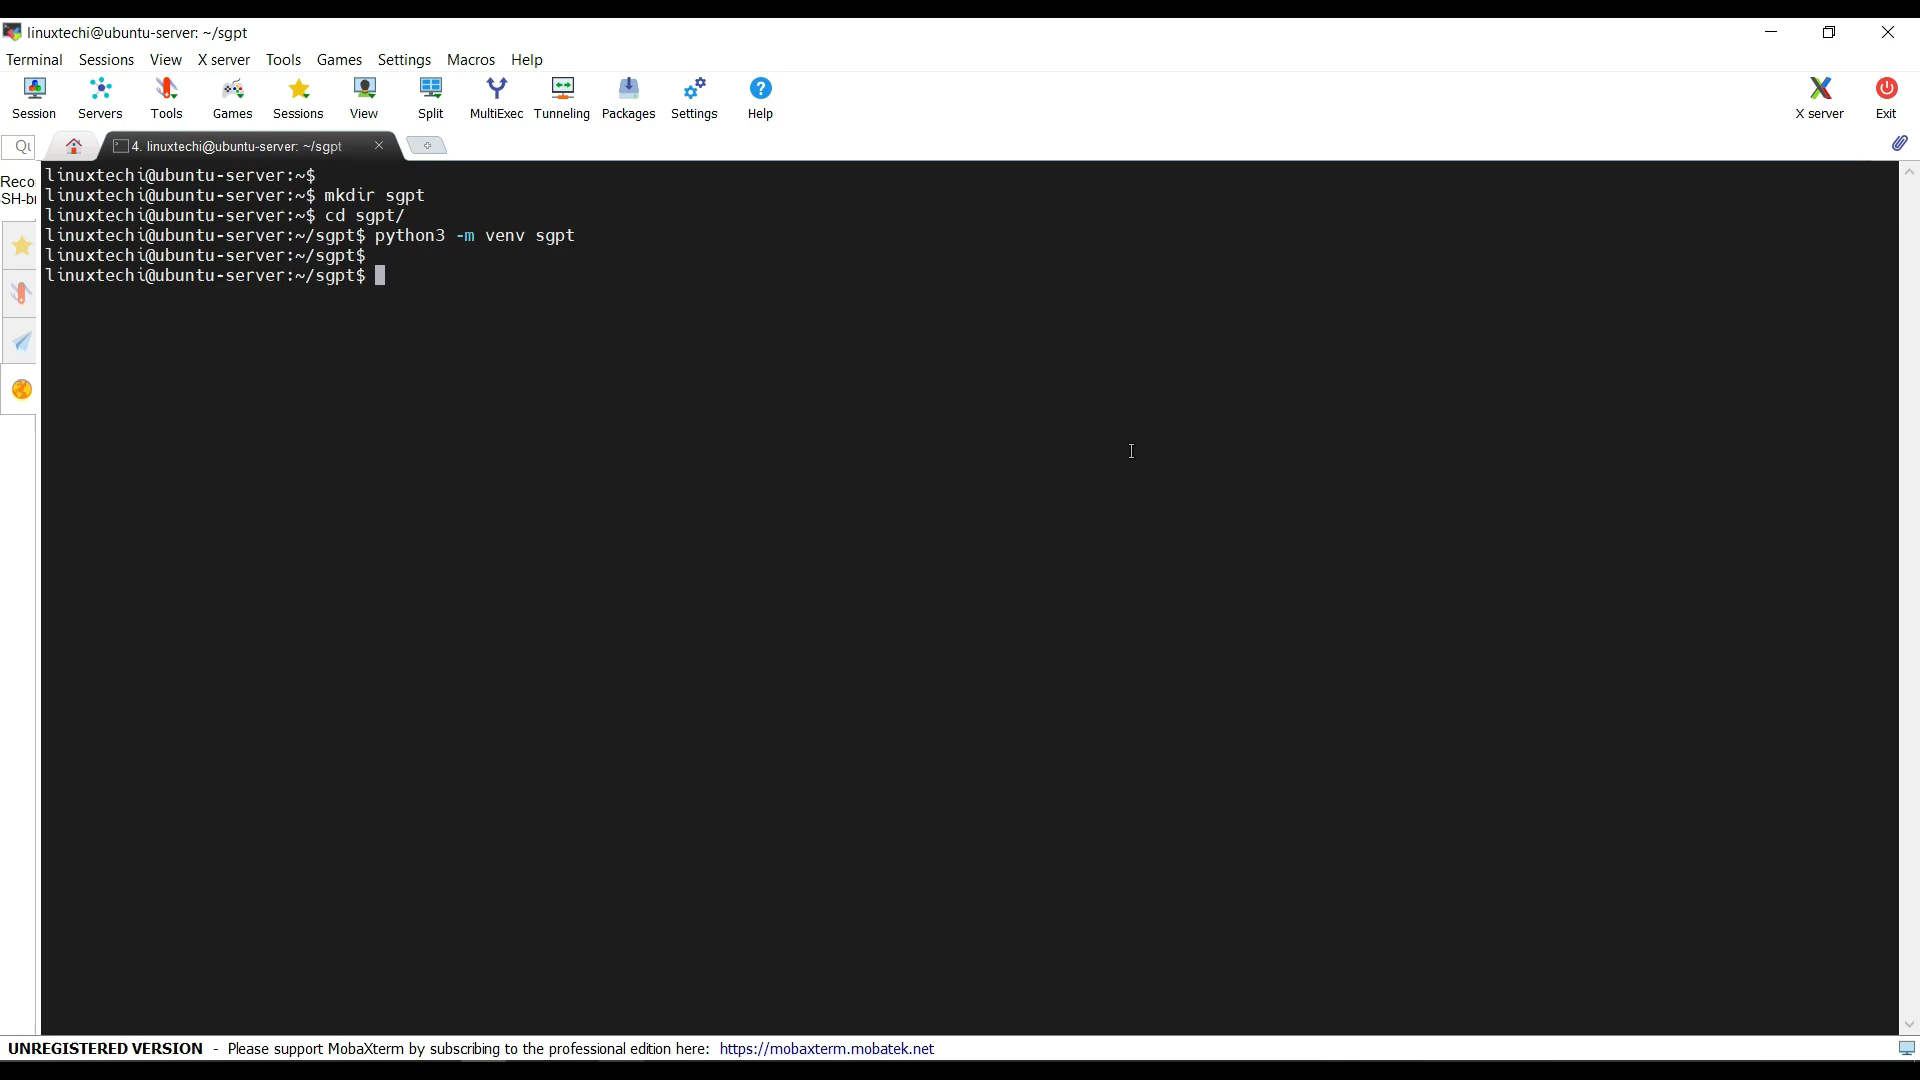 linuxtechi@ubuntu-server: ~/sgpt
Terminal Sessions View X server Tools Games Settings Macros Help
Session Servers Tools Games Sessions View Split MultiExec Tunneling Packages Settings Help X server Exit
Qu
4. linuxtechi@ubuntu-server: ~/sgpt
Reco
SH-br
linuxtechi@ubuntu-server:~$
linuxtechi@ubuntu-server:~$ mkdir sgpt
linuxtechi@ubuntu-server:~$ cd sgpt/
linuxtechi@ubuntu-server:~/sgpt$ python3 -m venv sgpt
linuxtechi@ubuntu-server:~/sgpt$
linuxtechi@ubuntu-server:~/sgpt$
UNREGISTERED VERSION - Please support MobaXterm by subscribing to the professional edition here: https://mobaxterm.mobatek.net